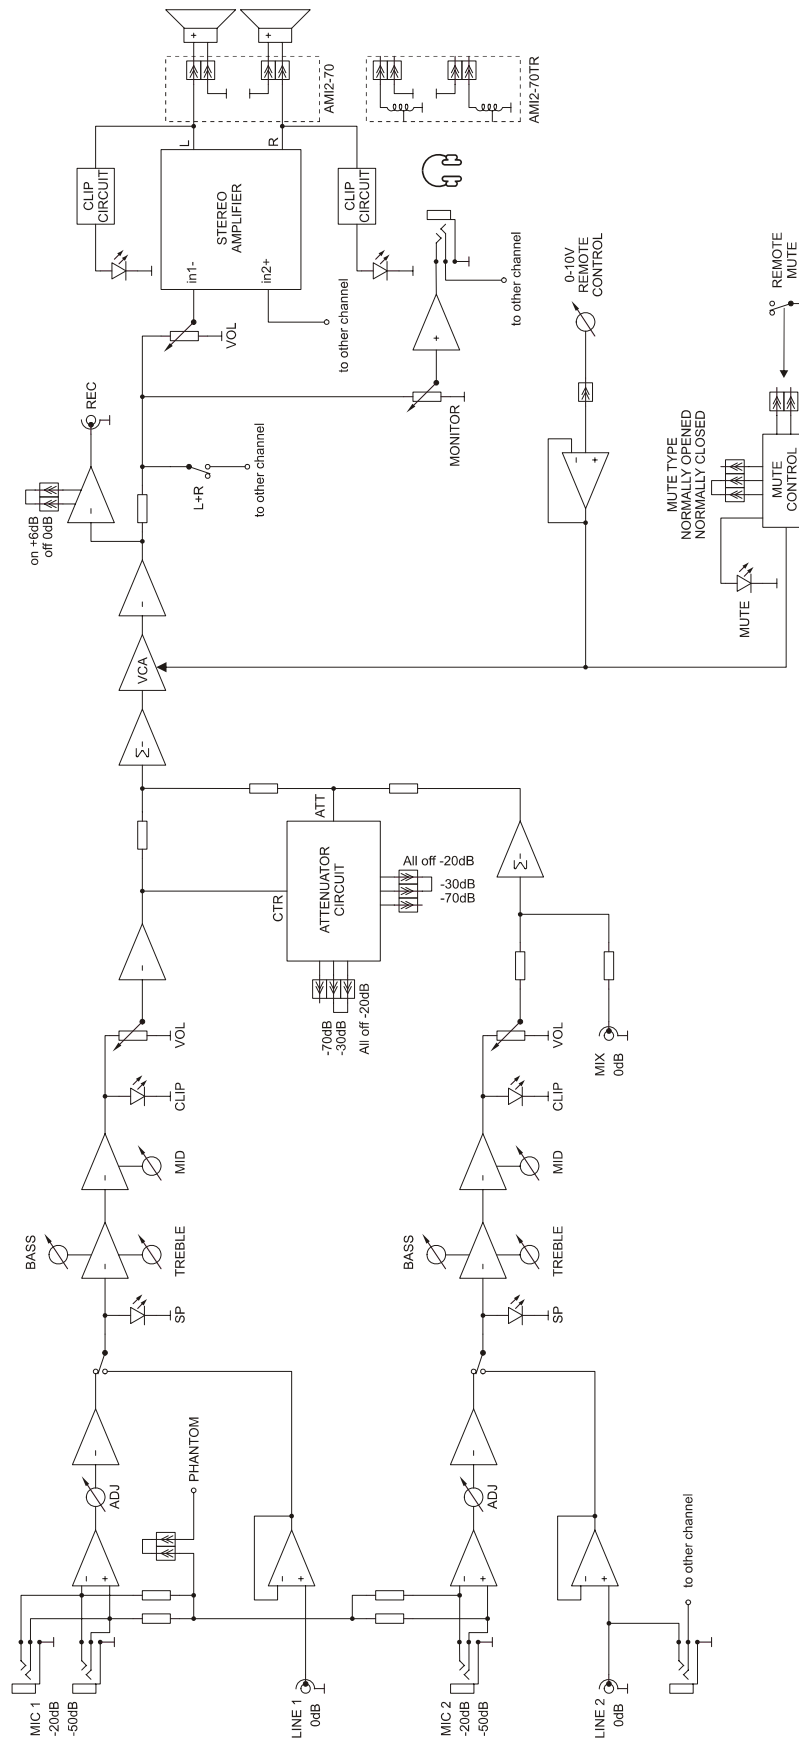 AMI2-70
AMI2-70TR
CLIP
CIRCUIT
L
R
STEREO
AMPLIFIER
in1-
in2+
CLIP
CIRCUIT
VOL
to other channel
to other channel
0-10V
REMOTE
CONTROL
REMOTE
MUTE
REC
on +6dB
off 0dB
L+R
to other channel
MONITOR
MUTE TYPE
NORMALLY OPENED
NORMALLY CLOSED
MUTE
CONTROL
MUTE
VCA
Σ-
ATT
CTR
ATTENUATOR
CIRCUIT
All off -20dB
-30dB
-70dB
-70dB
-30dB
All off -20dB
Σ-
VOL
CLIP
MID
BASS
TREBLE
SP
VOL
MIX
0dB
CLIP
MID
BASS
TREBLE
SP
ADJ
PHANTOM
ADJ
to other channel
MIC 1
-20dB
-50dB
LINE 1
0dB
MIC 2
-20dB
-50dB
LINE 2
0dB